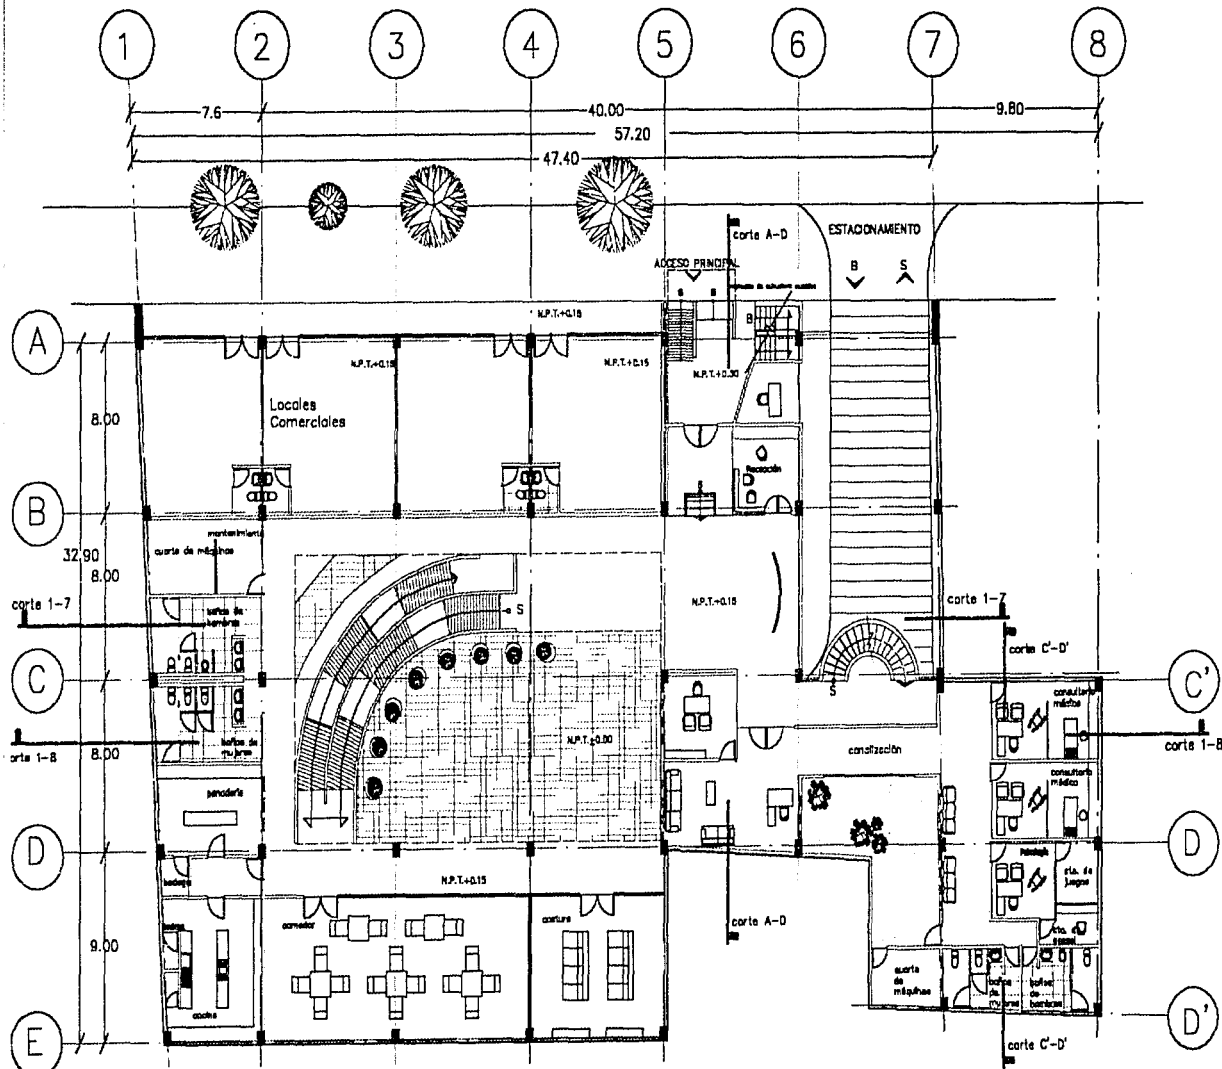 1 2 3 4 5 6 7 8
7.6 40.00 9.80
57.20
47.40
corte A-D
ESTACIONAMIENTO
ACCESO PRINCIPAL
B S
S S
N.P.T.+0.15
B
A
N.P.T.+0.15
N.P.T.+0.15
N.P.T.+0.30
8.00
Locales
Comerciales
Recepción
B
mantenimiento
cuarto de máquinas
32.90
8.00
corte 1-7
baños de
hombres
S
N.P.T.+0.15
corte 1-7
corte C'-D'
C
C'
S
consultorio
médico
N.P.T.±0.00
canalización
corte 1-8
corte 1-8
8.00
baños de
mujeres
consultorio
médico
panadería
D
D
bodega
N.P.T.+0.15
cto. de
juegos
corte A-D
comedor
costura
9.00
cuarto
de
máquinas
baños
de
mujeres
baños
de
hombres
cocina
D'
E
corte C'-D'